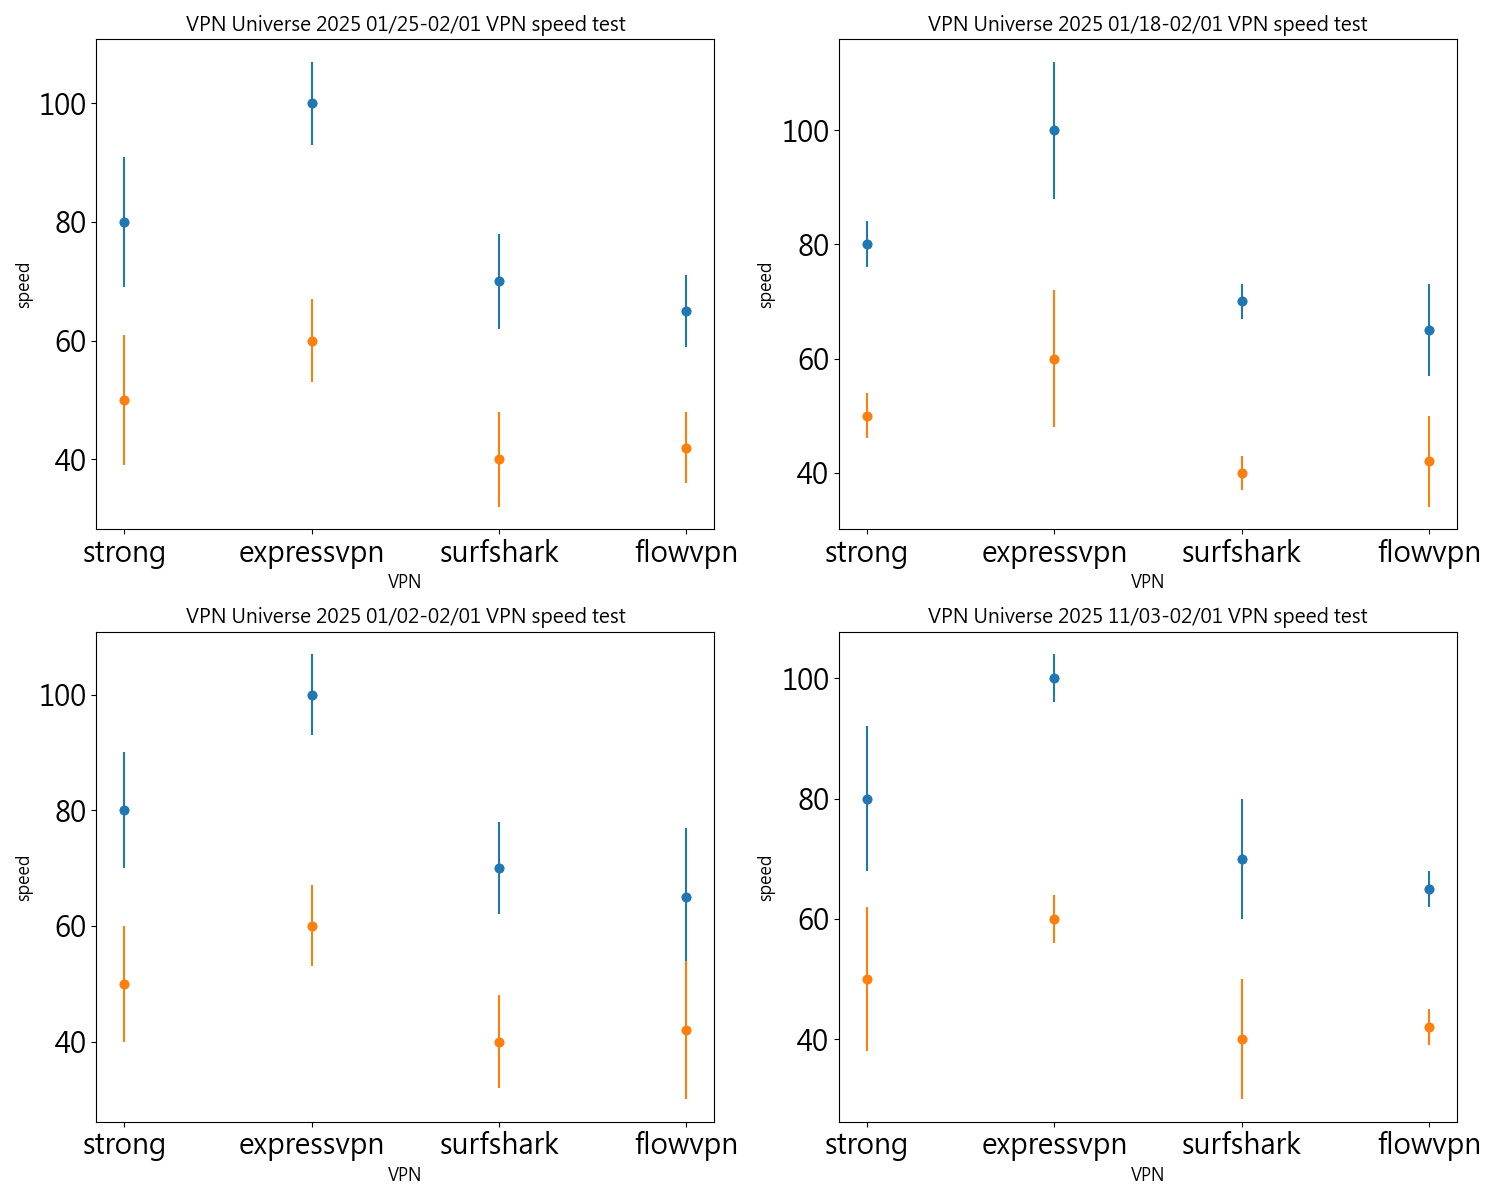 VPN Universe 2025 01/25-02/01 VPN speed test
100
80
60
40
speed
strong expressvpn surfshark flowvpn
VPN
VPN Universe 2025 01/18-02/01 VPN speed test
100
80
60
40
speed
strong expressvpn surfshark flowvpn
VPN
VPN Universe 2025 01/02-02/01 VPN speed test
100
80
60
40
speed
strong expressvpn surfshark flowvpn
VPN
VPN Universe 2025 11/03-02/01 VPN speed test
100
80
60
40
speed
strong expressvpn surfshark flowvpn
VPN